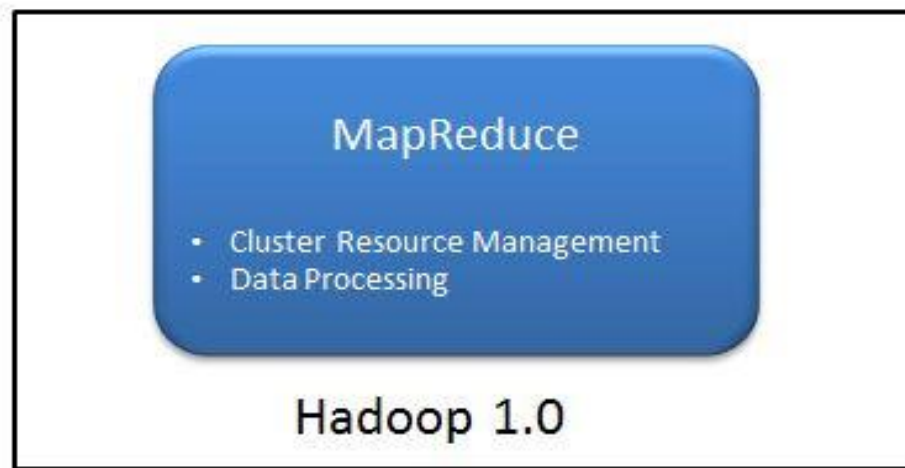 MapReduce
• Cluster Resource Management
• Data Processing
Hadoop 1.0